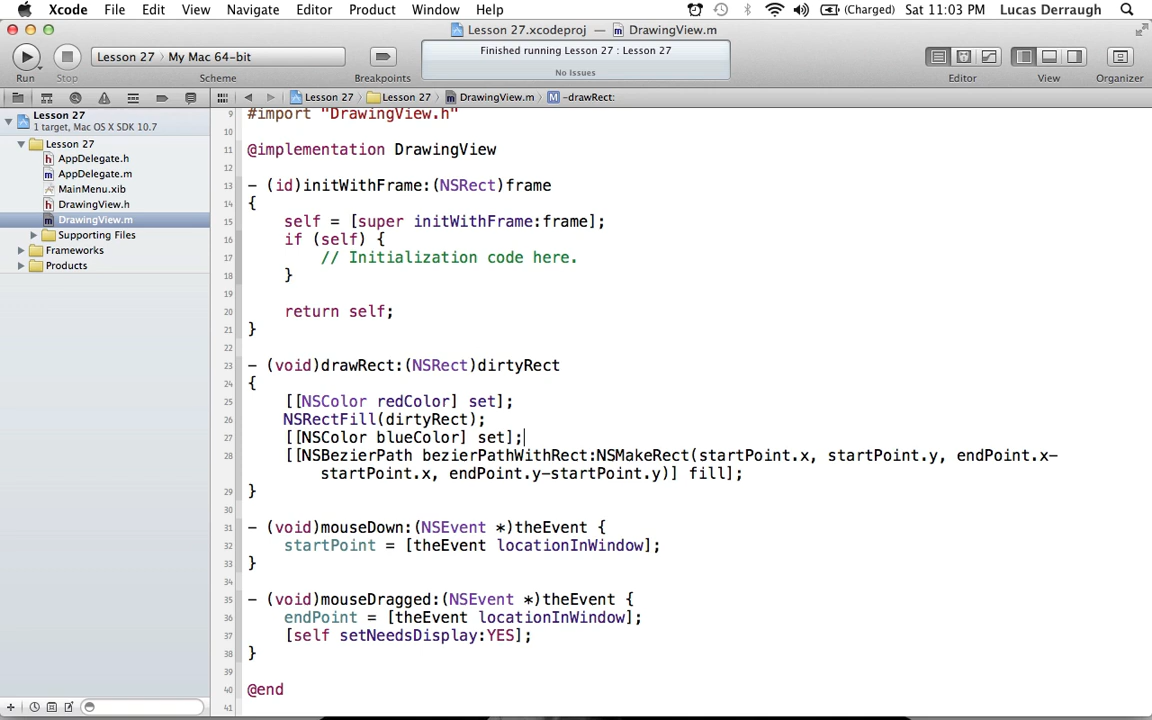 Xcode File Edit View Navigate Editor Product Window Help (Charged) Sat 11:03 PM Lucas Derraugh
Lesson 27.xcodeproj — DrawingView.m
Lesson 27 › My Mac 64-bit
Finished running Lesson 27 : Lesson 27
No Issues
Run Stop Scheme Breakpoints Editor View Organizer
Lesson 27 Lesson 27 DrawingView.m M -drawRect:
Lesson 27
1 target, Mac OS X SDK 10.7
Lesson 27
h AppDelegate.h
m AppDelegate.m
MainMenu.xib
h DrawingView.h
m DrawingView.m
Supporting Files
Frameworks
Products
9 #import "DrawingView.h"
10
11 @implementation DrawingView
12
13 - (id)initWithFrame:(NSRect)frame
14 {
15 self = [super initWithFrame:frame];
16 if (self) {
17 // Initialization code here.
18 }
19
20 return self;
21 }
22
23 - (void)drawRect:(NSRect)dirtyRect
24 {
25 [[NSColor redColor] set];
26 NSRectFill(dirtyRect);
27 [[NSColor blueColor] set];
28 [[NSBezierPath bezierPathWithRect:NSMakeRect(startPoint.x, startPoint.y, endPoint.x-
startPoint.x, endPoint.y-startPoint.y)] fill];
29 }
30
31 - (void)mouseDown:(NSEvent *)theEvent {
32 startPoint = [theEvent locationInWindow];
33 }
34
35 - (void)mouseDragged:(NSEvent *)theEvent {
36 endPoint = [theEvent locationInWindow];
37 [self setNeedsDisplay:YES];
38 }
39
40 @end
41